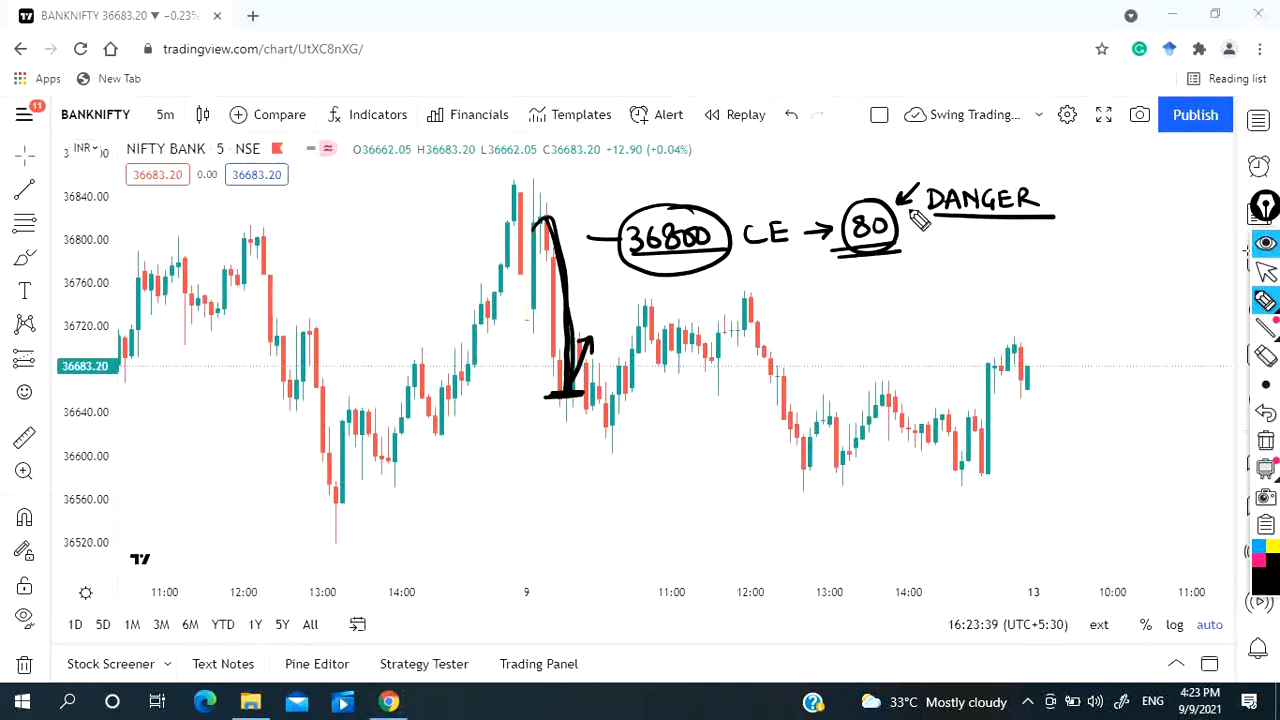 BANKNIFTY 36683.20 ▼ −0.23%
tradingview.com/chart/UtXC8nXG/
Apps New Tab Reading list
11
BANKNIFTY 5m Compare Indicators Financials Templates Alert Replay Swing Trading... Publish
INR NIFTY BANK · 5 · NSE O36662.05 H36683.20 L36662.05 C36683.20 +12.90 (+0.04%)
36683.20 0.00 36683.20
36840.00
36800.00
36760.00
36720.00
36683.20
36640.00
36600.00
36560.00
36520.00
36800 CE → 80 DANGER
11:00 12:00 13:00 14:00 9 11:00 12:00 13:00 14:00 13 10:00 11:00
1D 5D 1M 3M 6M YTD 1Y 5Y All 16:23:39 (UTC+5:30) ext % log auto
Stock Screener Text Notes Pine Editor Strategy Tester Trading Panel
33°C Mostly cloudy ENG 4:23 PM
9/9/2021